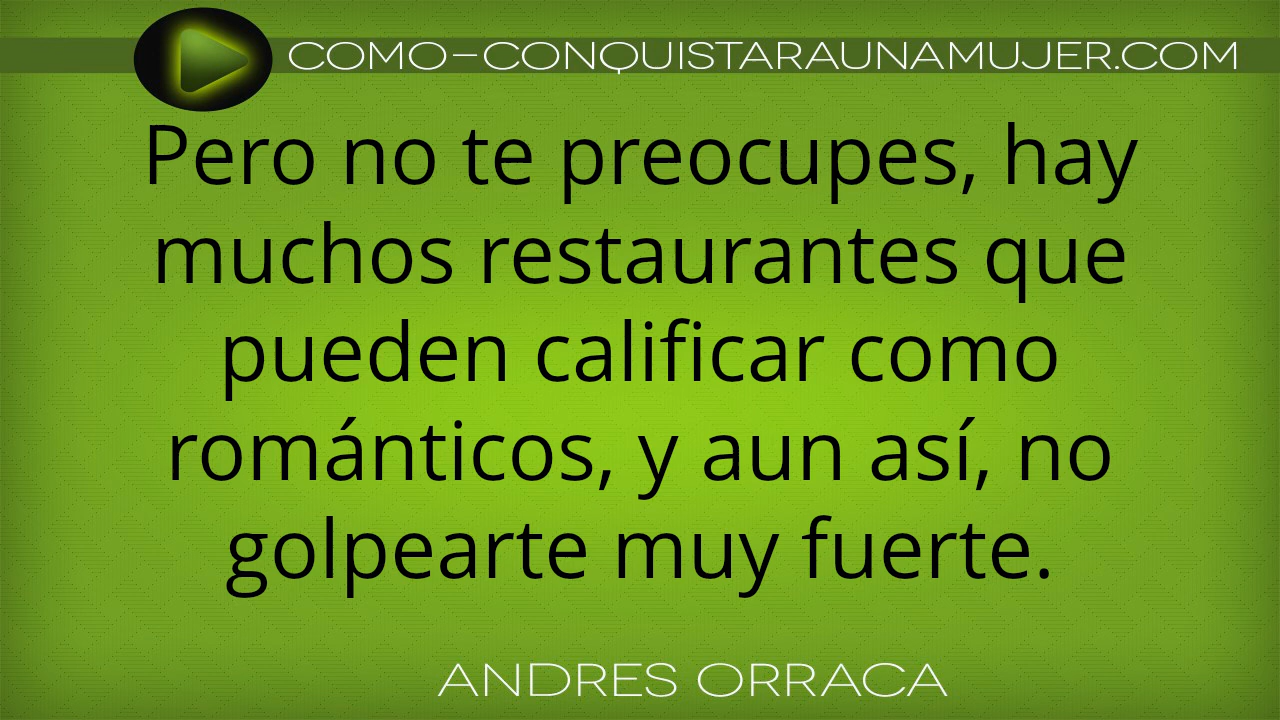 COMO-CONQUISTARAUNAMUJER.COM
Pero no te preocupes, hay
muchos restaurantes que
pueden calificar como
románticos, y aun así, no
golpearte muy fuerte.
ANDRES ORRACA